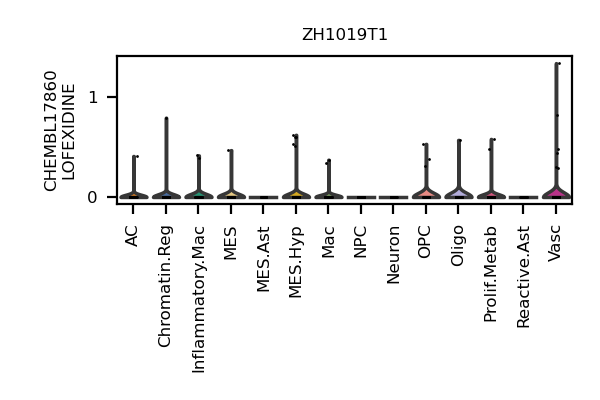 ZH1019T1
CHEMBL17860
LOFEXIDINE
1
0
AC
Chromatin.Reg
Inflammatory.Mac
MES
MES.Ast
MES.Hyp
Mac
NPC
Neuron
OPC
Oligo
Prolif.Metab
Reactive.Ast
Vasc